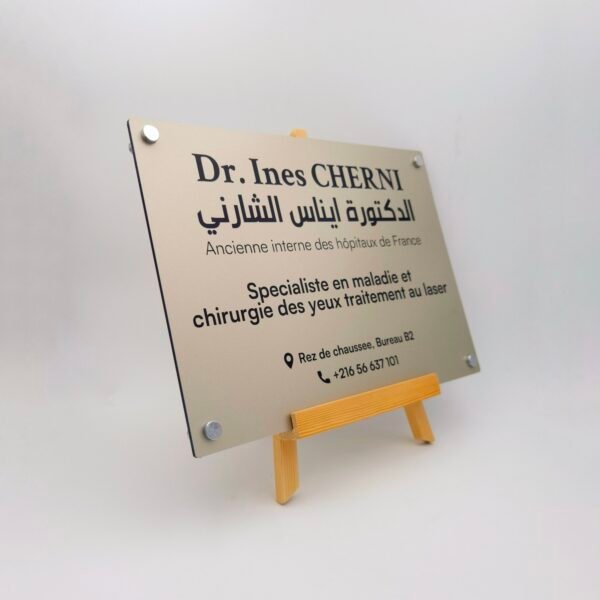 Dr. Ines CHERNI
الدكتورة ايناس الشارني
Ancienne interne des hôpitaux de France
Specialiste en maladie et
chirurgie des yeux traitement au laser
Rez de chaussee, Bureau B2
+216 56 637 101